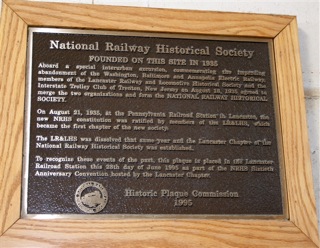 National Railway Historical Society
FOUNDED ON THIS SITE IN 1935
Aboard a special interurban excursion, commemorating the impending
abandonment of the Washington, Baltimore and Annapolis Electric Railway,
members of the Lancaster Railway and Locomotive Historical Society and the
Interstate Trolley Club of Trenton, New Jersey on August 18, 1935 agreed to
merge the two organizations and form the NATIONAL RAILWAY HISTORICAL
SOCIETY.
On August 31, 1935, at the Pennsylvania Railroad Station in Lancaster, the
new NRHS constitution was ratified by members of the LR&LHS, which
became the first chapter of the new society.
The LR&LHS was dissolved that same year and the Lancaster Chapter of the
National Railway Historical Society was established.
To recognize these events of the past, this plaque is placed in the Lancaster
Railroad Station this 28th day of June 1995 as part of the NRHS Sixtieth
Anniversary Convention hosted by the Lancaster Chapter.
Historic Plaque Commission
1995